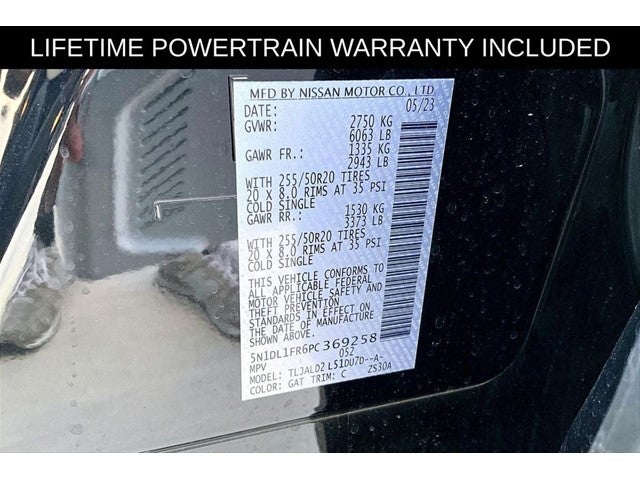 LIFETIME POWERTRAIN WARRANTY INCLUDED
MFD BY NISSAN MOTOR CO., LTD.
DATE: 05/23
GVWR: 2750 KG
6063 LB
GAWR FR.: 1335 KG
2943 LB
WITH 255/50R20 TIRES
20 X 8.0 RIMS AT 35 PSI
COLD SINGLE
GAWR RR.: 1530 KG
3373 LB
WITH 255/50R20 TIRES
20 X 8.0 RIMS AT 35 PSI
COLD SINGLE
THIS VEHICLE CONFORMS TO
ALL APPLICABLE FEDERAL
MOTOR VEHICLE SAFETY AND
THEFT PREVENTION
STANDARDS IN EFFECT ON
THE DATE OF MANUFACTURE
SHOWN ABOVE.
5N1DL1FR6PC369258
MPV 052
MODEL: TLJALD2 L51DU7D--A-
COLOR: GAT TRIM: C ZS30A